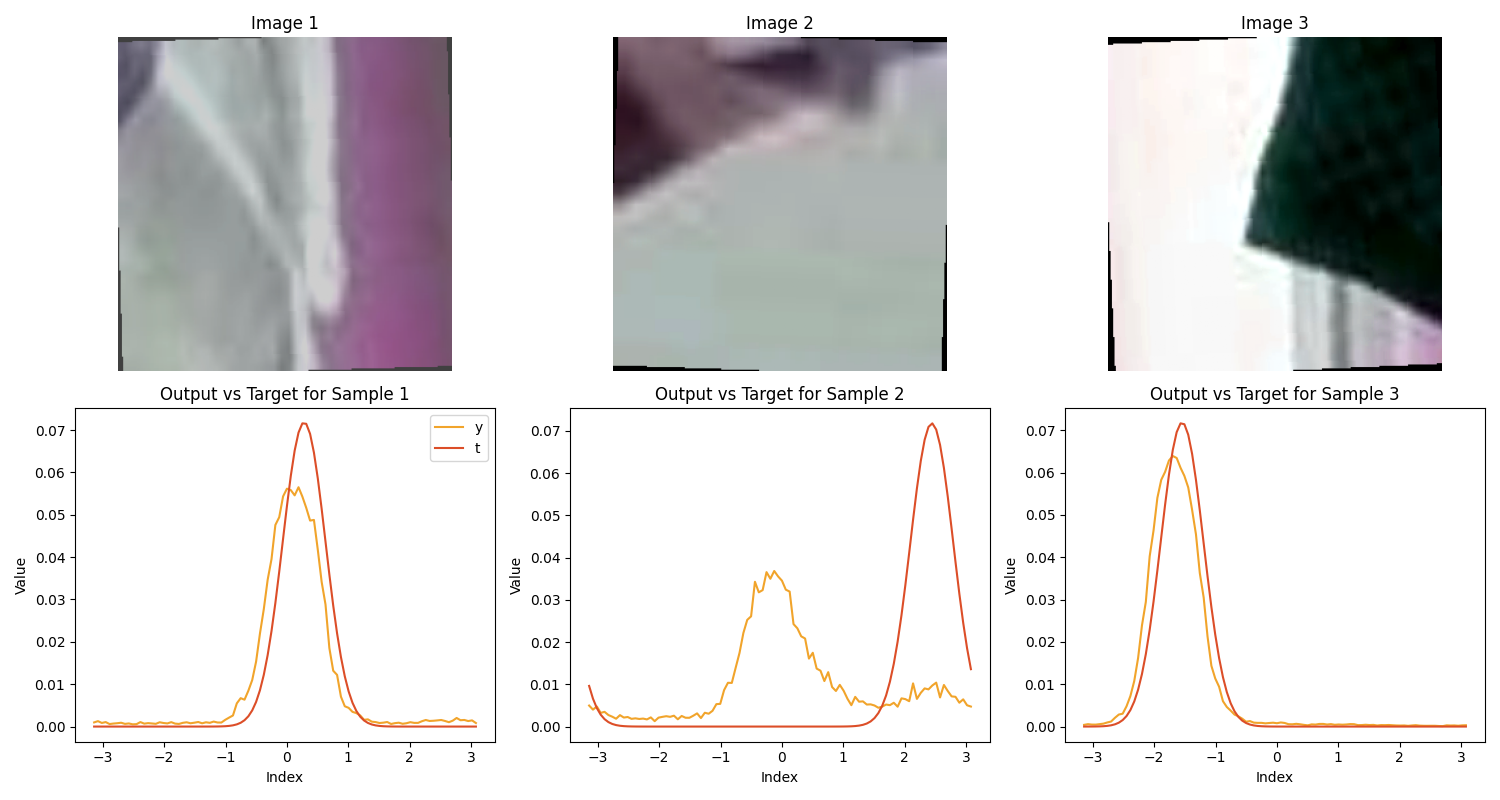 Image 1
Image 2
Image 3
Output vs Target for Sample 1
Output vs Target for Sample 2
Output vs Target for Sample 3
Value
0.07
0.06
0.05
0.04
0.03
0.02
0.01
0.00
y
t
−3 −2 −1 0 1 2 3
Index
Value
0.07
0.06
0.05
0.04
0.03
0.02
0.01
0.00
−3 −2 −1 0 1 2 3
Index
Value
0.07
0.06
0.05
0.04
0.03
0.02
0.01
0.00
−3 −2 −1 0 1 2 3
Index